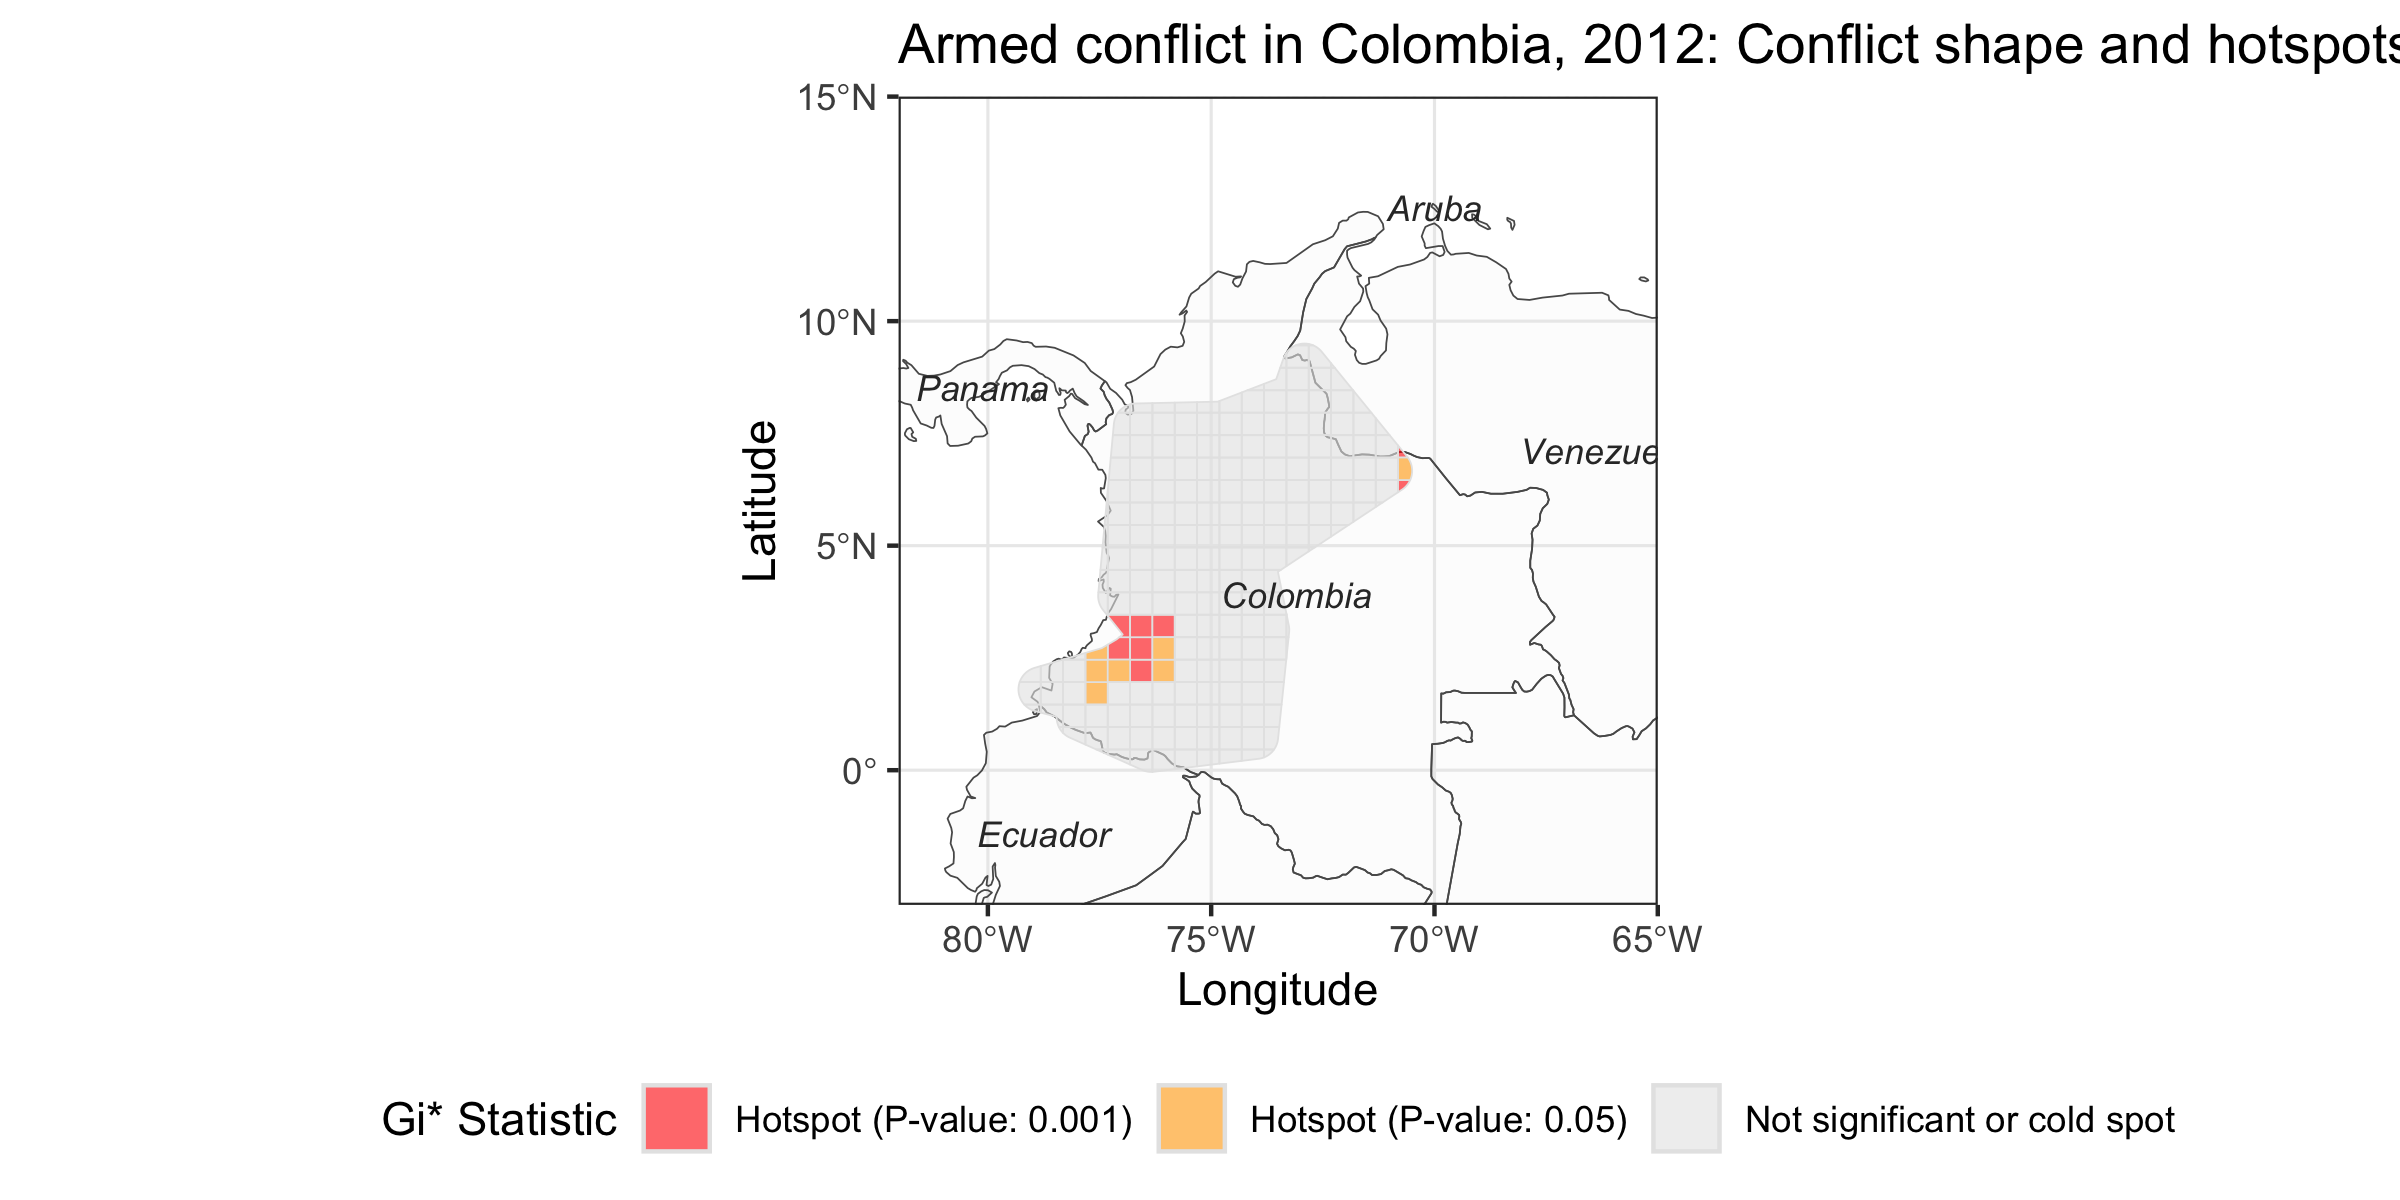 Armed conflict in Colombia, 2012: Conflict shape and hotspots
15°N
10°N
5°N
0°
Latitude
Aruba
Panama
Venezue
Colombia
Ecuador
80°W 75°W 70°W 65°W
Longitude
Gi* Statistic Hotspot (P-value: 0.001) Hotspot (P-value: 0.05) Not significant or cold spot